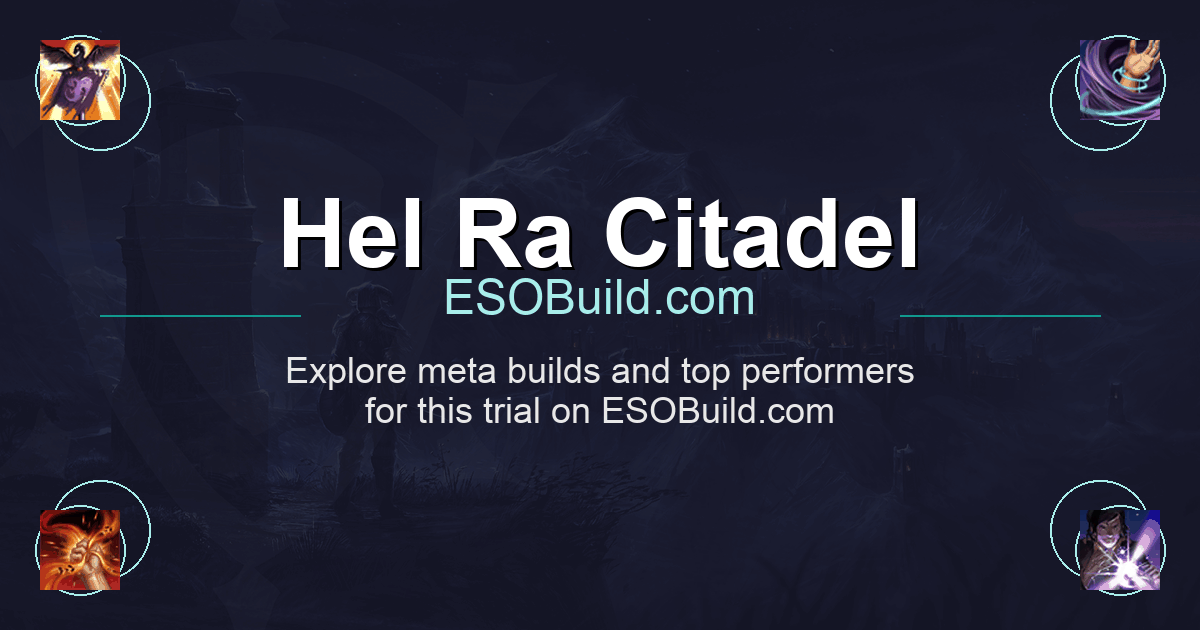 Hel Ra Citadel
ESOBuild.com
Explore meta builds and top performers
for this trial on ESOBuild.com